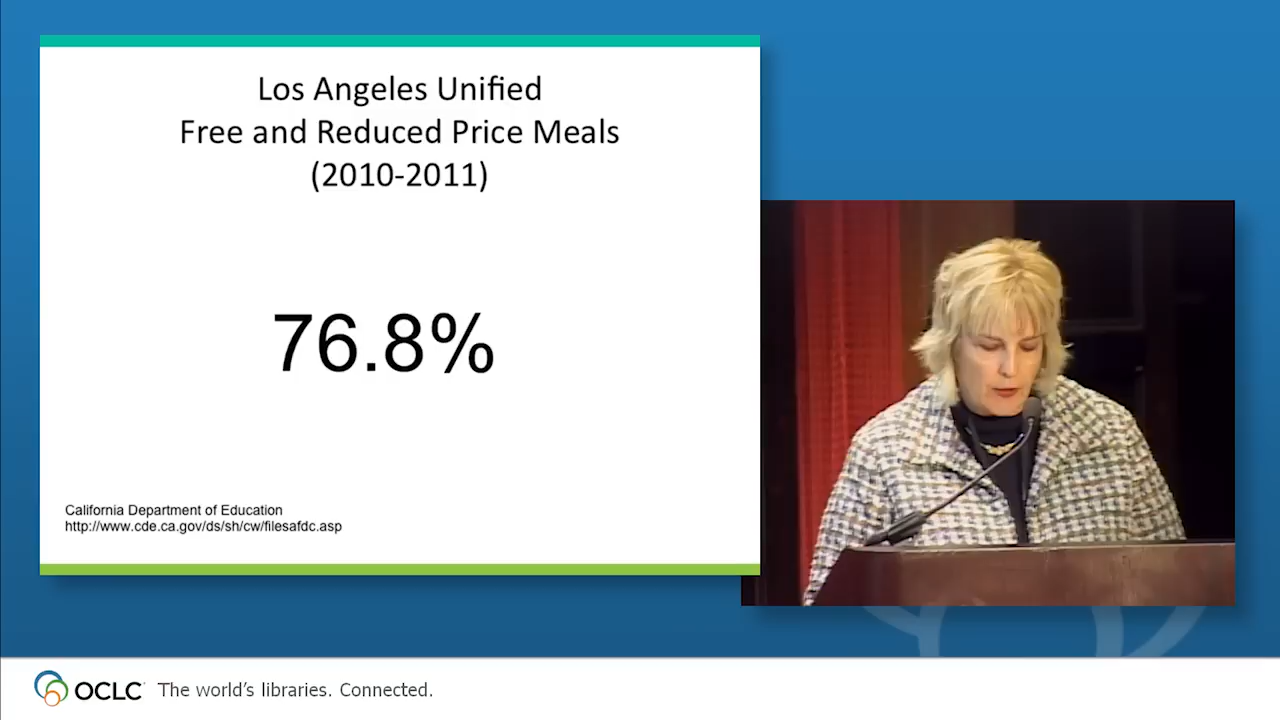 Los Angeles Unified
Free and Reduced Price Meals
(2010-2011)
76.8%
California Department of Education
http://www.cde.ca.gov/ds/sh/cw/filesafdc.asp
OCLC The world's libraries. Connected.